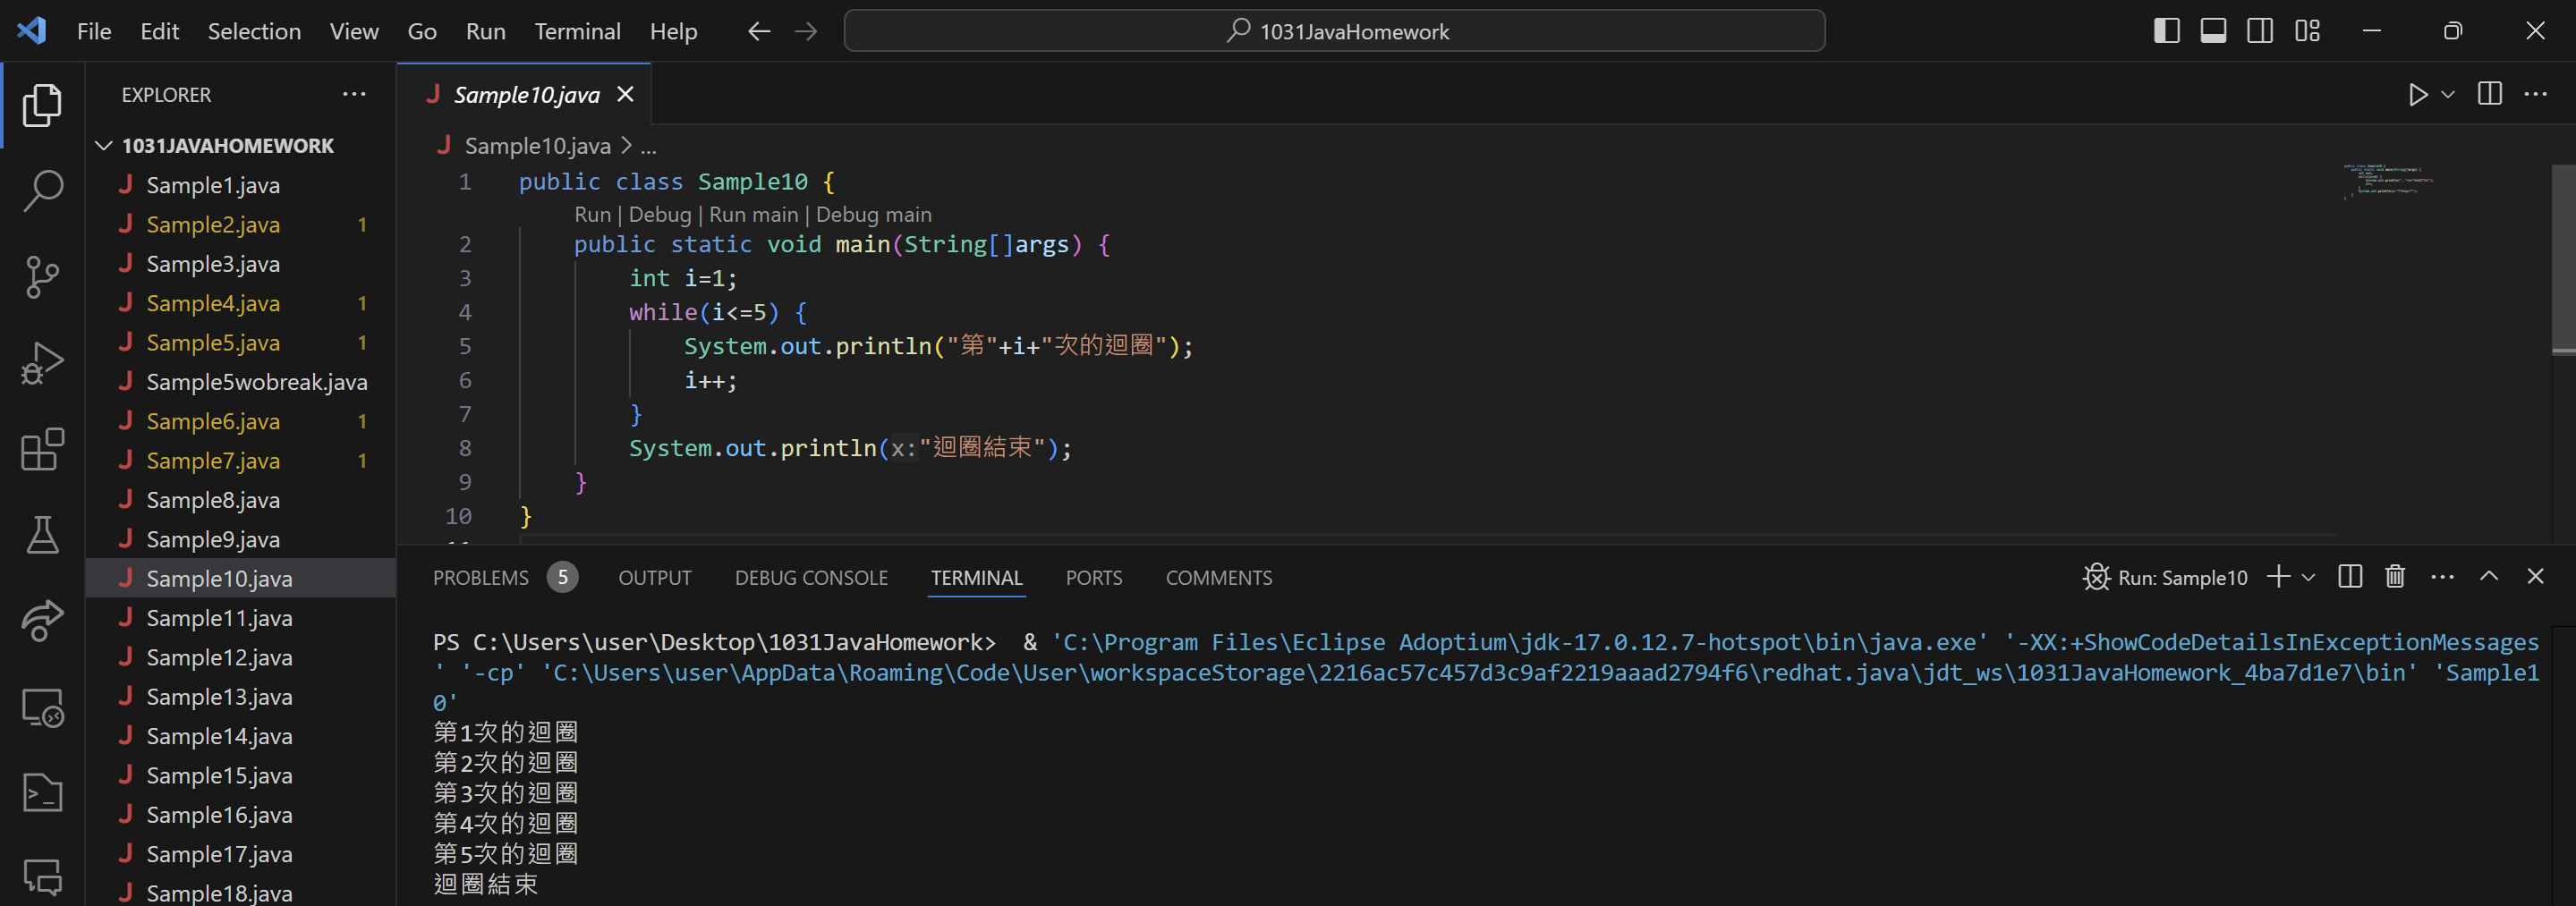 File Edit Selection View Go Run Terminal Help
1031JavaHomework
EXPLORER
1031JAVAHOMEWORK
Sample1.java
Sample2.java 1
Sample3.java
Sample4.java 1
Sample5.java 1
Sample5wobreak.java
Sample6.java 1
Sample7.java 1
Sample8.java
Sample9.java
Sample10.java
Sample11.java
Sample12.java
Sample13.java
Sample14.java
Sample15.java
Sample16.java
Sample17.java
Sample18.java
J Sample10.java
J Sample10.java > ...
1 public class Sample10 {
Run | Debug | Run main | Debug main
2 public static void main(String[]args) {
3 int i=1;
4 while(i<=5) {
5 System.out.println("第"+i+"次的迴圈");
6 i++;
7 }
8 System.out.println(x:"迴圈結束");
9 }
10 }
PROBLEMS 5 OUTPUT DEBUG CONSOLE TERMINAL PORTS COMMENTS
Run: Sample10
PS C:\Users\user\Desktop\1031JavaHomework>  & 'C:\Program Files\Eclipse Adoptium\jdk-17.0.12.7-hotspot\bin\java.exe' '-XX:+ShowCodeDetailsInExceptionMessages
' '-cp' 'C:\Users\user\AppData\Roaming\Code\User\workspaceStorage\2216ac57c457d3c9af2219aaad2794f6\redhat.java\jdt_ws\1031JavaHomework_4ba7d1e7\bin' 'Sample1
0'
第1次的迴圈
第2次的迴圈
第3次的迴圈
第4次的迴圈
第5次的迴圈
迴圈結束